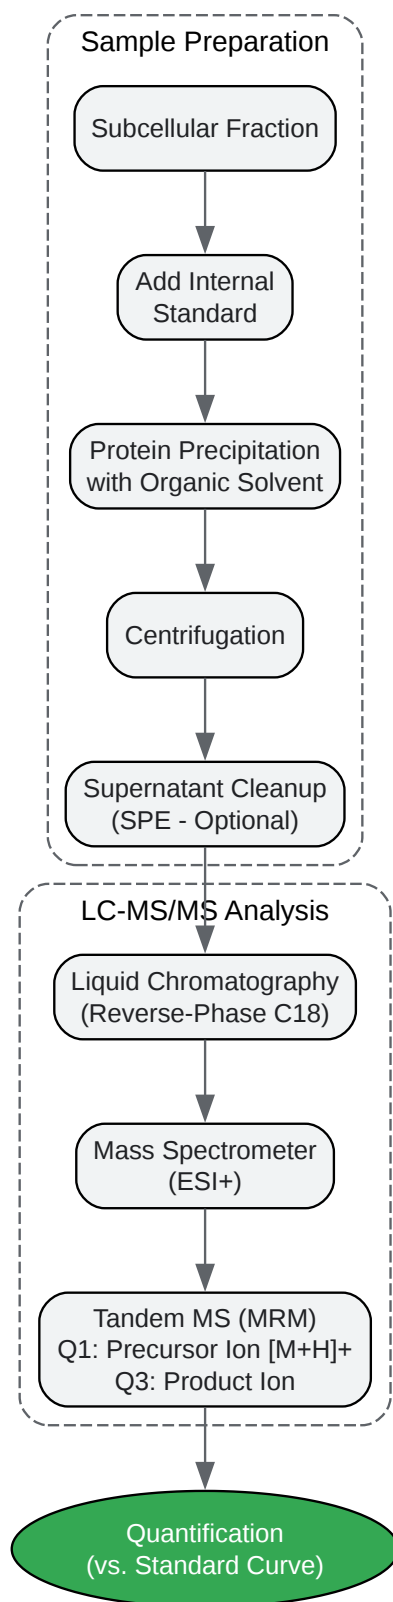 Sample Preparation
Subcellular Fraction
Add Internal
Standard
Protein Precipitation
with Organic Solvent
Centrifugation
Supernatant Cleanup
(SPE - Optional)
LC-MS/MS Analysis
Liquid Chromatography
(Reverse-Phase C18)
Mass Spectrometer
(ESI+)
Tandem MS (MRM)
Q1: Precursor Ion [M+H]+
Q3: Product Ion
Quantification
(vs. Standard Curve)